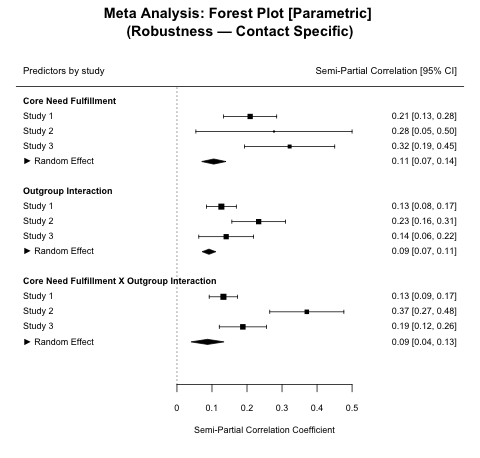 Meta Analysis: Forest Plot [Parametric]
(Robustness — Contact Specific)
Predictors by study Semi-Partial Correlation [95% CI]
Core Need Fulfillment
Study 1 0.21 [0.13, 0.28]
Study 2 0.28 [0.05, 0.50]
Study 3 0.32 [0.19, 0.45]
► Random Effect 0.11 [0.07, 0.14]
Outgroup Interaction
Study 1 0.13 [0.08, 0.17]
Study 2 0.23 [0.16, 0.31]
Study 3 0.14 [0.06, 0.22]
► Random Effect 0.09 [0.07, 0.11]
Core Need Fulfillment X Outgroup Interaction
Study 1 0.13 [0.09, 0.17]
Study 2 0.37 [0.27, 0.48]
Study 3 0.19 [0.12, 0.26]
► Random Effect 0.09 [0.04, 0.13]
0 0.1 0.2 0.3 0.4 0.5
Semi-Partial Correlation Coefficient